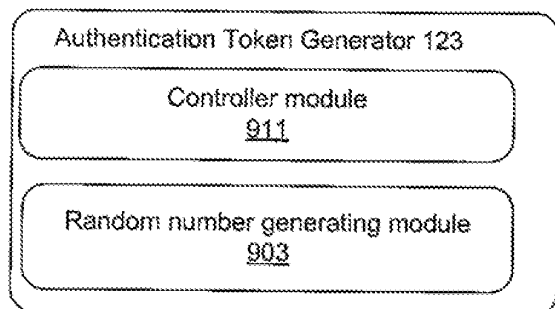 Authentication Token Generator 123
Controller module
911
Random number generating module
903